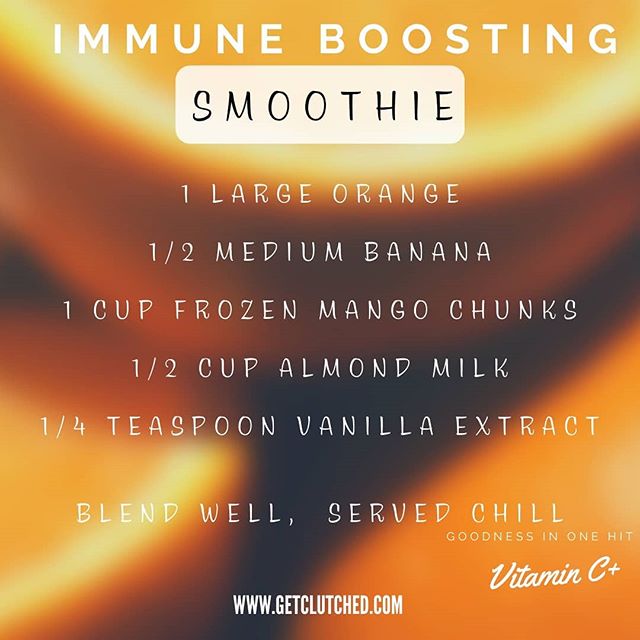 IMMUNE BOOSTING
SMOOTHIE
1 LARGE ORANGE
1/2 MEDIUM BANANA
1 CUP FROZEN MANGO CHUNKS
1/2 CUP ALMOND MILK
1/4 TEASPOON VANILLA EXTRACT
BLEND WELL, SERVED CHILL
GOODNESS IN ONE HIT
Vitamin C+
WWW.GETCLUTCHED.COM